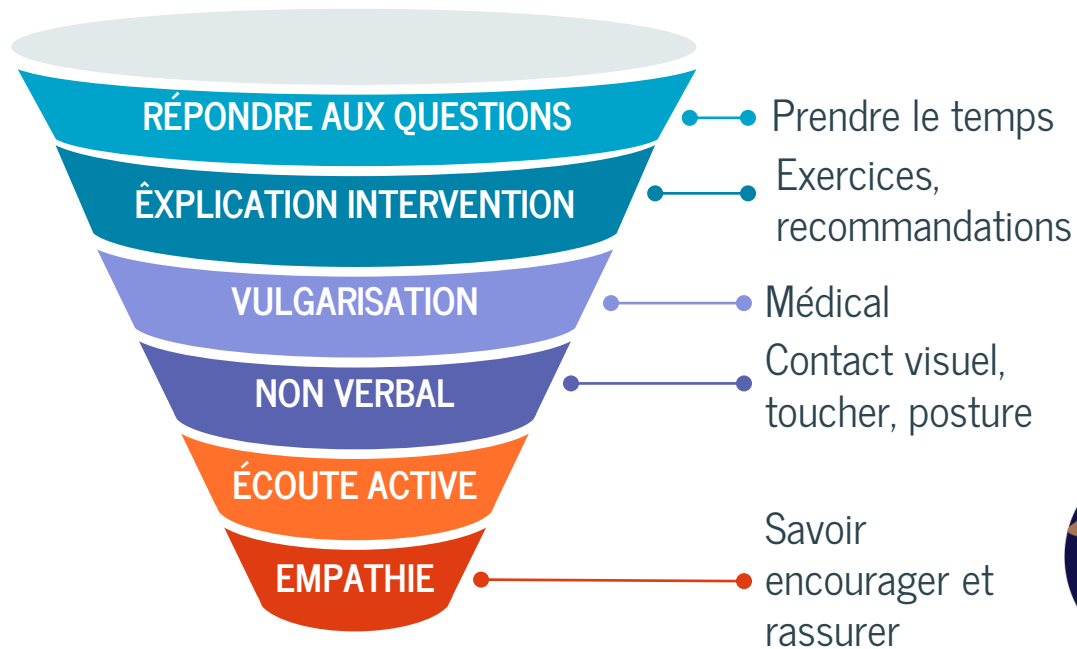 RÉPONDRE AUX QUESTIONS
Prendre le temps
ÊXPLICATION INTERVENTION
Exercices,
recommandations
VULGARISATION
Médical
NON VERBAL
Contact visuel,
toucher, posture
ÉCOUTE ACTIVE
EMPATHIE
Savoir
encourager et
rassurer